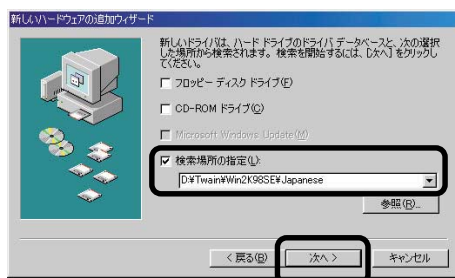 新しいハードウェアの追加ウィザード
新しいドライバは、ハード ドライブのドライバ データベースと、次の選択
した場所から検索されます。検索を開始するには、[次へ] をクリックし
てください。
フロッピー ディスク ドライブ(F)
CD-ROM ドライブ(C)
Microsoft Windows Update(M)
検索場所の指定(L):
D:¥Twain¥Win2K98SE¥Japanese
参照(R)...
< 戻る(B)
次へ >
キャンセル